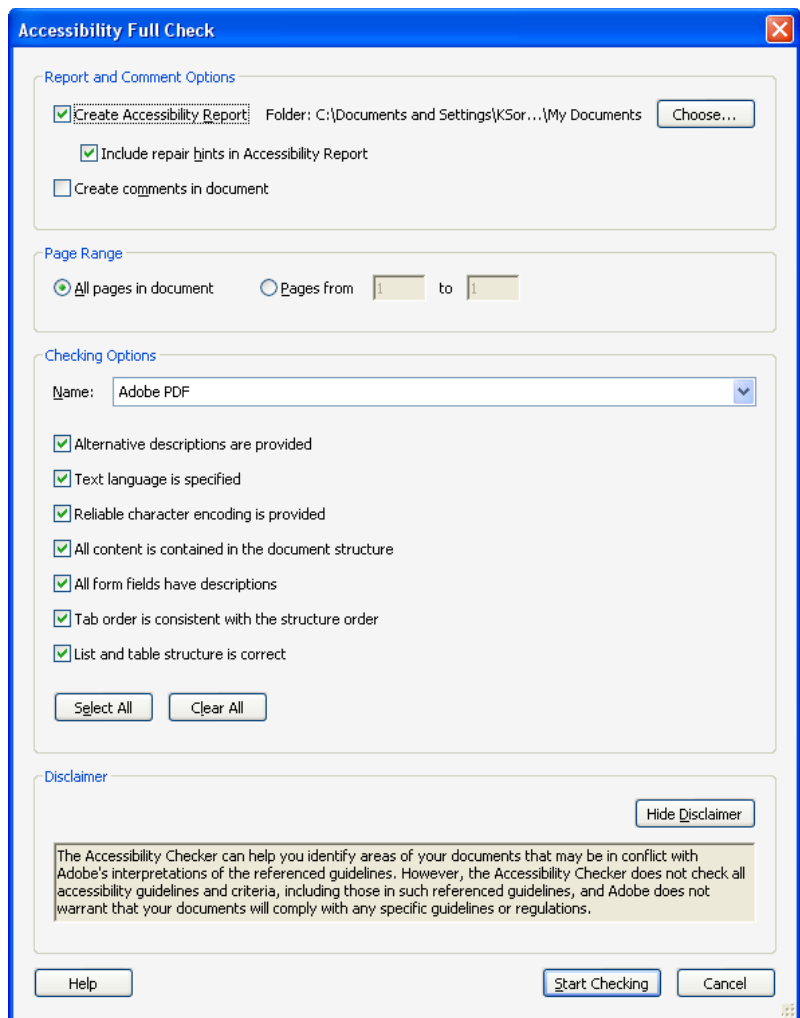 Accessibility Full Check
Report and Comment Options
Create Accessibility Report Folder: C:\Documents and Settings\KSor...\My Documents Choose...
Include repair hints in Accessibility Report
Create comments in document
Page Range
All pages in document Pages from 1 to 1
Checking Options
Name: Adobe PDF
Alternative descriptions are provided
Text language is specified
Reliable character encoding is provided
All content is contained in the document structure
All form fields have descriptions
Tab order is consistent with the structure order
List and table structure is correct
Select All Clear All
Disclaimer
Hide Disclaimer
The Accessibility Checker can help you identify areas of your documents that may be in conflict with
Adobe's interpretations of the referenced guidelines. However, the Accessibility Checker does not check all
accessibility guidelines and criteria, including those in such referenced guidelines, and Adobe does not
warrant that your documents will comply with any specific guidelines or regulations.
Help Start Checking Cancel